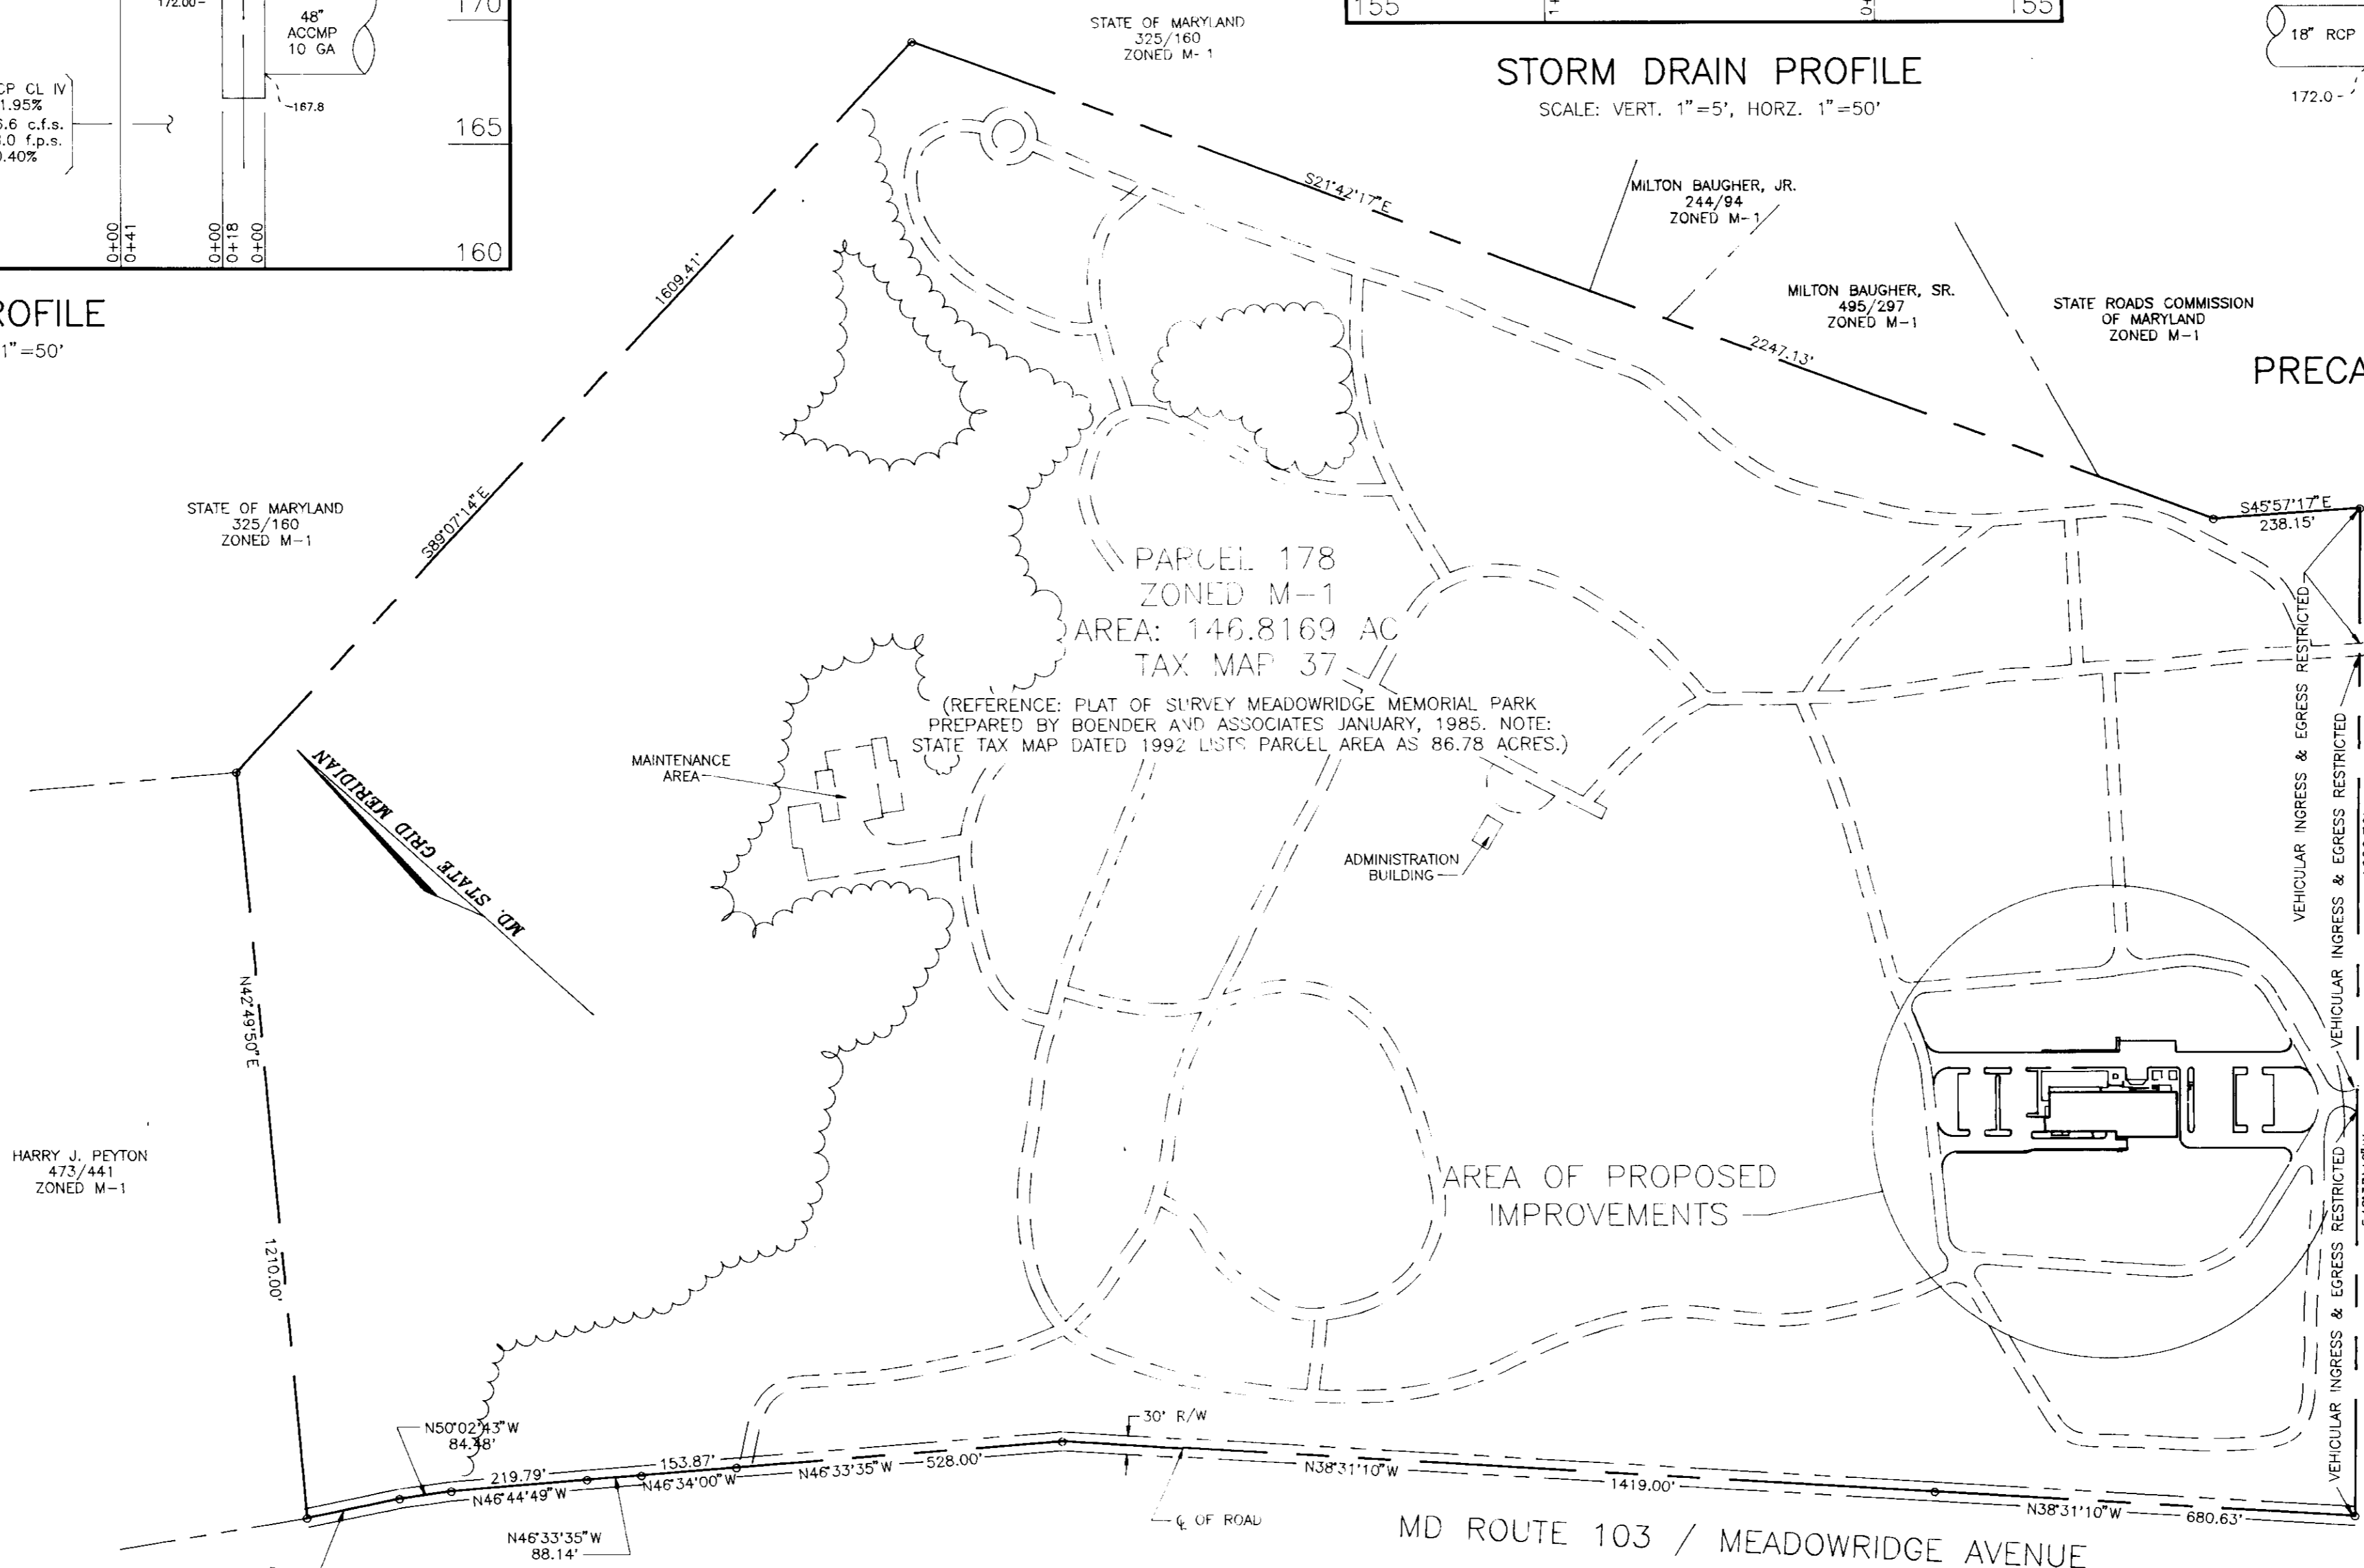 172.00-
48"
ACCMP
10 GA
170
-167.8
CP CL IV
1.95%
6.6 c.f.s.
.0 f.p.s.
.40%
165
160
0+00
0+41
0+00
0+18
0+00
ROFILE
1"=50'
STATE OF MARYLAND
325/160
ZONED M-1
155
155
STORM DRAIN PROFILE
SCALE: VERT. 1"=5', HORZ. 1"=50'
18" RCP
172.0-
S21°42'17"E
MILTON BAUGHER, JR.
244/94
ZONED M-1
MILTON BAUGHER, SR.
495/297
ZONED M-1
STATE ROADS COMMISSION
OF MARYLAND
ZONED M-1
2247.13'
PRECA
1609.41'
S89°07'14"E
STATE OF MARYLAND
325/160
ZONED M-1
S45°57'17"E
238.15'
PARCEL 178
ZONED M-1
AREA: 146.8169 AC
TAX MAP 37
(REFERENCE: PLAT OF SURVEY MEADOWRIDGE MEMORIAL PARK
PREPARED BY BOENDER AND ASSOCIATES JANUARY, 1985. NOTE:
STATE TAX MAP DATED 1992 LISTS PARCEL AREA AS 86.78 ACRES.)
MAINTENANCE
AREA
ADMINISTRATION
BUILDING
MD. STATE GRID MERIDIAN
VEHICULAR INGRESS & EGRESS RESTRICTED
VEHICULAR INGRESS & EGRESS RESTRICTED
VEHICULAR INGRESS & EGRESS RESTRICTED
N42°49'50"E
1210.00'
HARRY J. PEYTON
473/441
ZONED M-1
AREA OF PROPOSED
IMPROVEMENTS
N50°02'43"W
84.48'
219.79'
N46°44'49"W
153.87'
N46°34'00"W
N46°33'35"W
88.14'
N46°33'35"W
528.00'
30' R/W
℄ OF ROAD
N38°31'10"W
1419.00'
N38°31'10"W
680.63'
MD ROUTE 103 / MEADOWRIDGE AVENUE